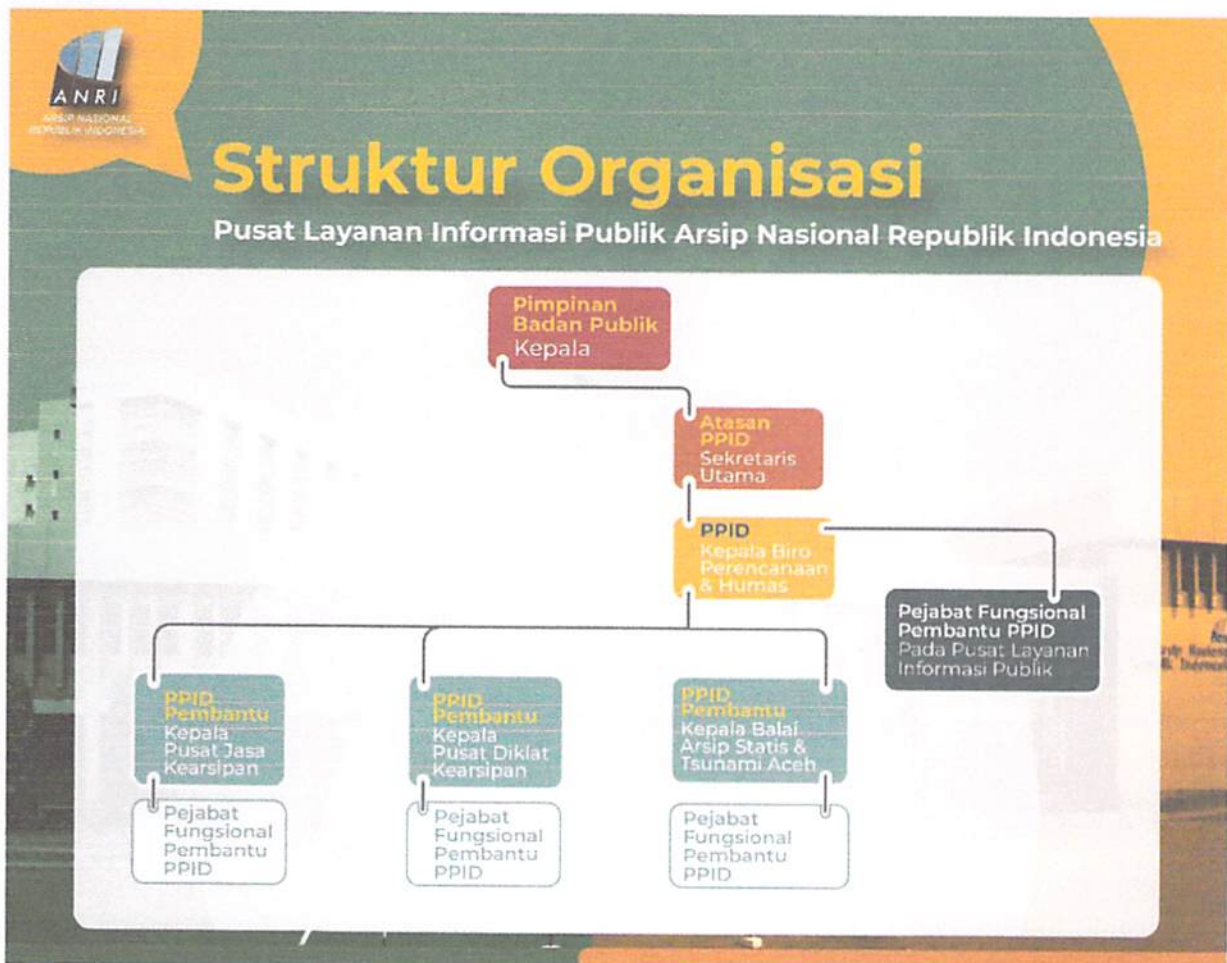 ANRI
ARSIP NASIONAL
REPUBLIK INDONESIA
Struktur Organisasi
Pusat Layanan Informasi Publik Arsip Nasional Republik Indonesia
Pimpinan
Badan Publik
Kepala
Atasan
PPID
Sekretaris
Utama
PPID
Kepala Biro
Perencanaan
& Humas
Pejabat Fungsional
Pembantu PPID
Pada Pusat Layanan
Informasi Publik
PPID
Pembantu
Kepala
Pusat Jasa
Kearsipan
PPID
Pembantu
Kepala
Pusat Diklat
Kearsipan
PPID
Pembantu
Kepala Balai
Arsip Statis &
Tsunami Aceh
Pejabat
Fungsional
Pembantu
PPID
Pejabat
Fungsional
Pembantu
PPID
Pejabat
Fungsional
Pembantu
PPID